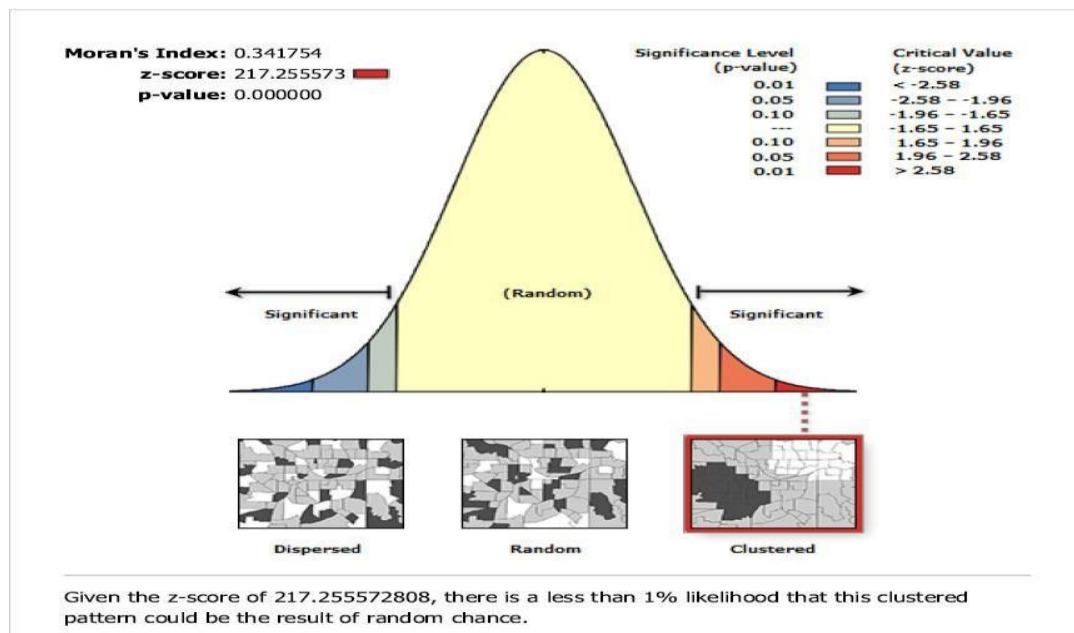 Moran's Index: 0.341754
z-score: 217.255573
p-value: 0.000000
Significance Level
(p-value)
Critical Value
(z-score)
0.01 < -2.58
0.05 -2.58 – -1.96
0.10 -1.96 – -1.65
--- -1.65 – 1.65
0.10 1.65 – 1.96
0.05 1.96 – 2.58
0.01 > 2.58
(Random)
Significant
Significant
Dispersed
Random
Clustered
Given the z-score of 217.255572808, there is a less than 1% likelihood that this clustered
pattern could be the result of random chance.